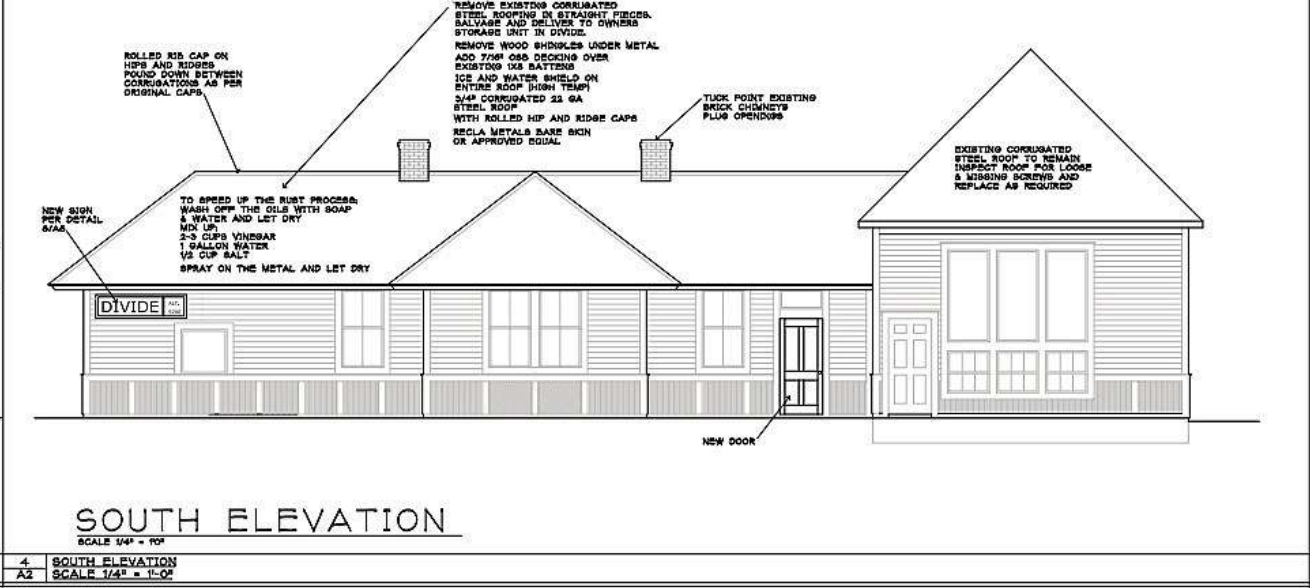 REMOVE EXISTING CORRUGATED
STEEL ROOFING IN STRAIGHT PIECES.
SALVAGE AND DELIVER TO OWNERS
STORAGE UNIT IN DIVIDE.
REMOVE WOOD SHINGLES UNDER METAL
ADD 7/16" OSB DECKING OVER
EXISTING 1X8 BATTENS
ICE AND WATER SHIELD ON
ENTIRE ROOF (HIGH TEMP)
3/4" CORRUGATED 22 GA
STEEL ROOF
WITH ROLLED HIP AND RIDGE CAPS
RECLA METALS BARE SKIN
OR APPROVED EQUAL
ROLLED RIB CAP ON
HIPS AND RIDGES
POUND DOWN BETWEEN
CORRUGATIONS AS PER
ORIGINAL CAPS
TUCK POINT EXISTING
BRICK CHIMNEYS
PLUG OPENINGS
EXISTING CORRUGATED
STEEL ROOF TO REMAIN
INSPECT ROOF FOR LOOSE
& MISSING SCREWS AND
REPLACE AS REQUIRED
TO SPEED UP THE RUST PROCESS;
WASH OFF THE OILS WITH SOAP
& WATER AND LET DRY
MIX UP:
2-3 CUPS VINEGAR
1 GALLON WATER
1/2 CUP SALT
SPRAY ON THE METAL AND LET DRY
NEW SIGN
PER DETAIL
DIVIDE
NEW DOOR
SOUTH ELEVATION
SCALE 1/4" = 1'0"
4 SOUTH ELEVATION
A2 SCALE 1/4" = 1'-0"